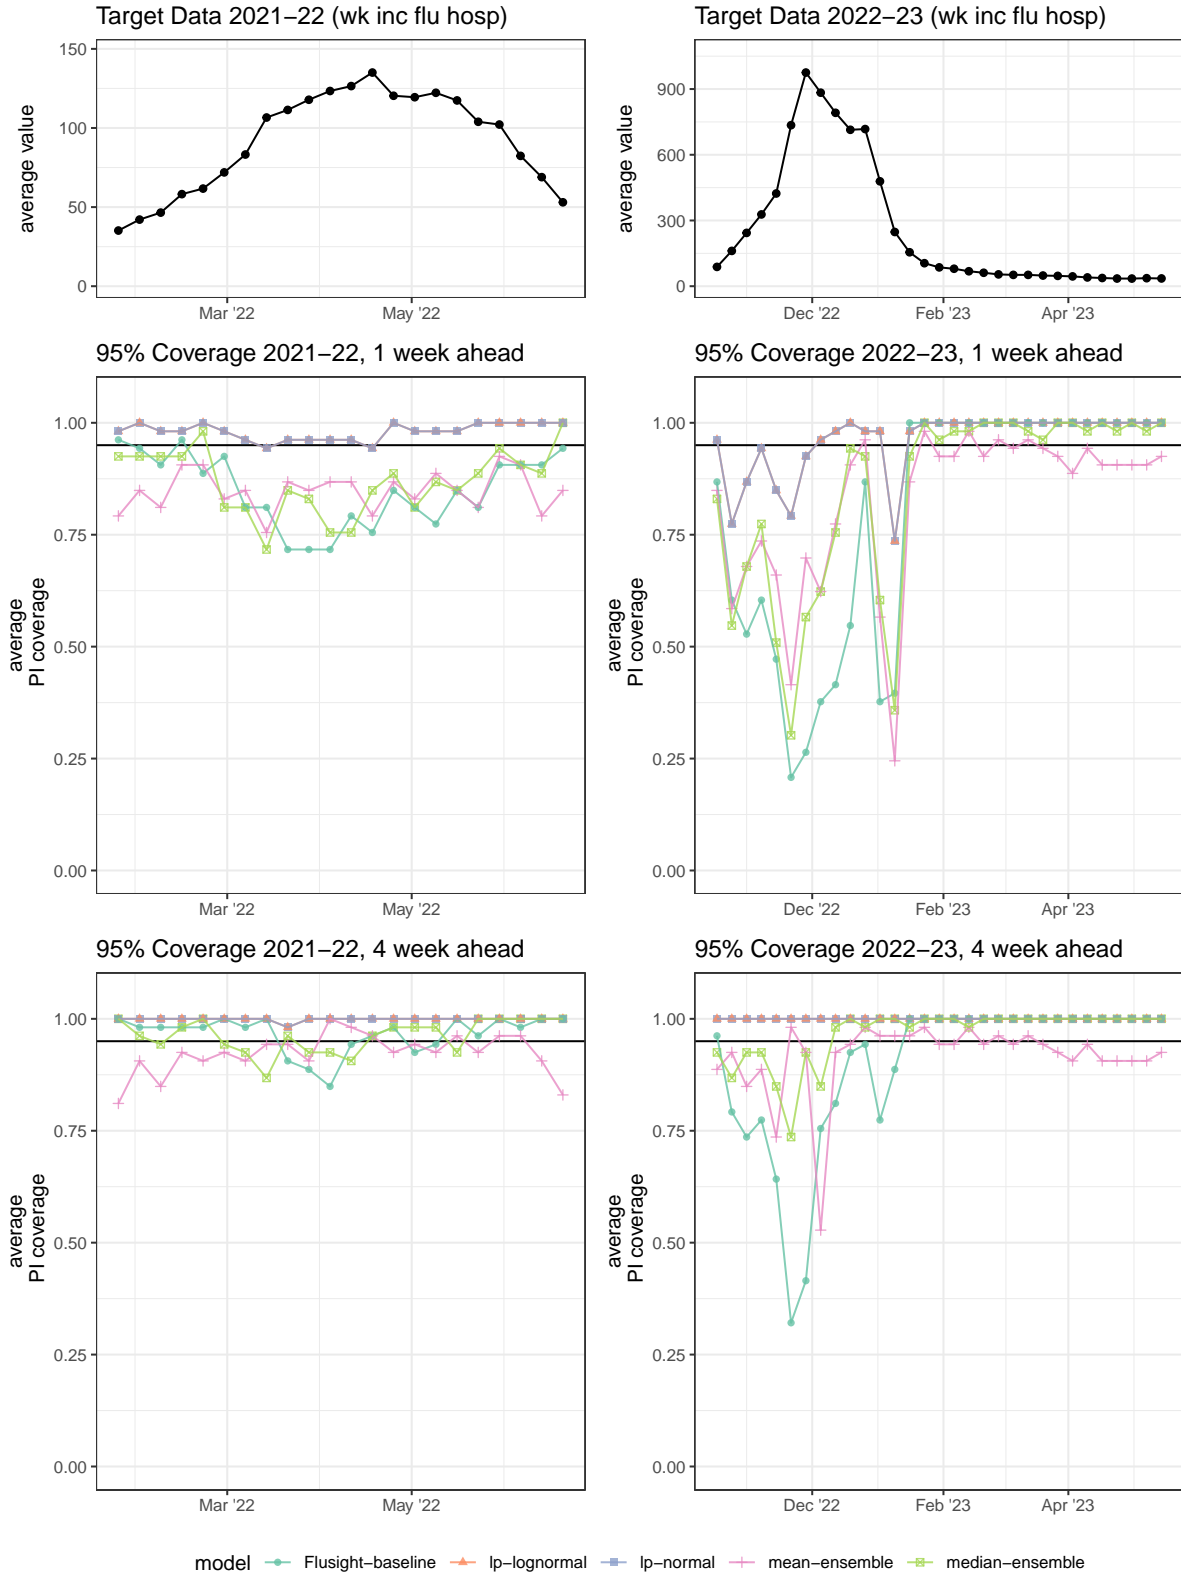 Target Data 2021−22 (wk inc flu hosp)
average value
150
100
50
0
Mar '22
May '22
Target Data 2022−23 (wk inc flu hosp)
average value
900
600
300
0
Dec '22
Feb '23
Apr '23
95% Coverage 2021−22, 1 week ahead
average
PI coverage
1.00
0.75
0.50
0.25
0.00
Mar '22
May '22
95% Coverage 2022−23, 1 week ahead
average
PI coverage
1.00
0.75
0.50
0.25
0.00
Dec '22
Feb '23
Apr '23
95% Coverage 2021−22, 4 week ahead
average
PI coverage
1.00
0.75
0.50
0.25
0.00
Mar '22
May '22
95% Coverage 2022−23, 4 week ahead
average
PI coverage
1.00
0.75
0.50
0.25
0.00
Dec '22
Feb '23
Apr '23
model Flusight−baseline lp−lognormal lp−normal mean−ensemble median−ensemble